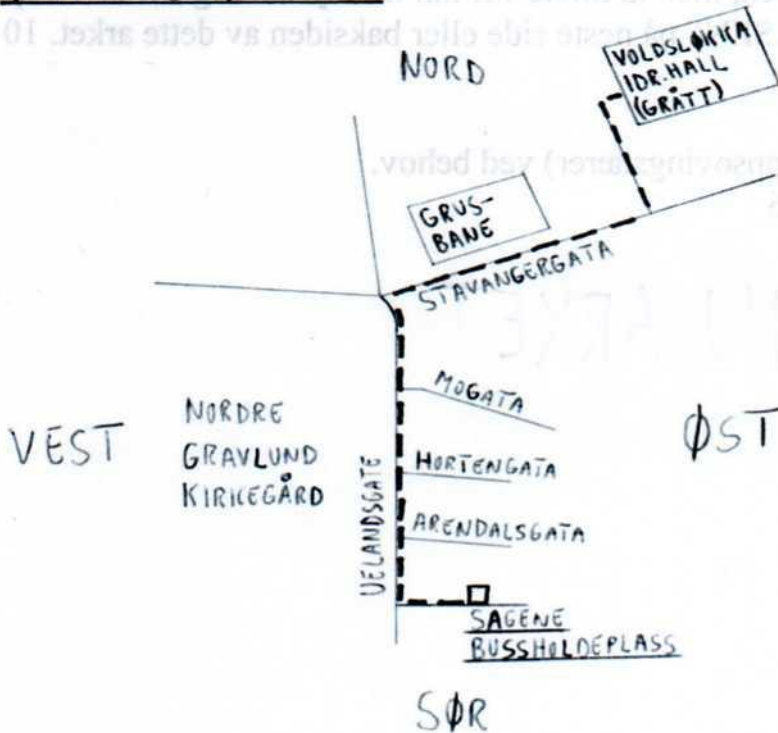 NORD
VOLDSLØKKA
IDR.HALL
(GRÅTT)
GRUS-
BANE
STAVANGERGATA
MOGATA
VEST
NORDRE
GRAVLUND
KIRKEGÅRD
ØST
HORTENGATA
UELANDSGATE
ARENDALSGATA
SAGENE
BUSSHOLDEPLASS
SØR